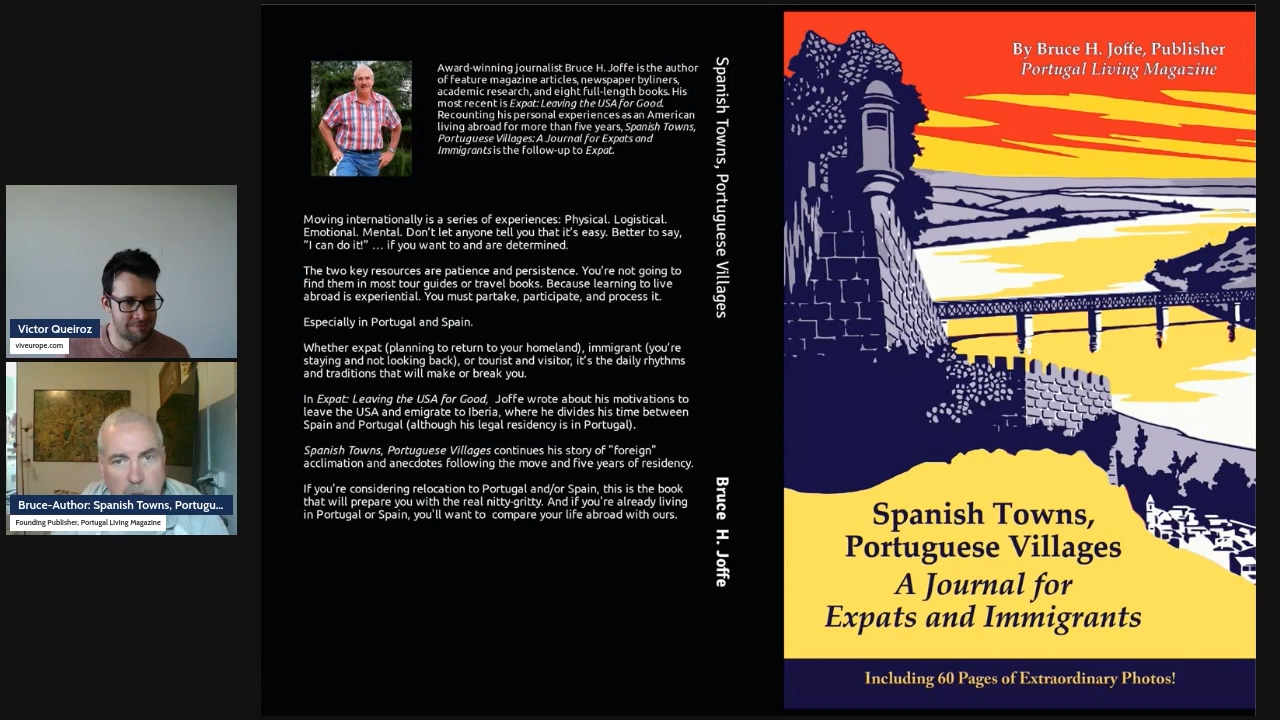 Victor Queiroz
viveurope.com
Bruce-Author: Spanish Towns, Portugu...
Founding Publisher, Portugal Living Magazine
Award-winning journalist Bruce H. Joffe is the author
of feature magazine articles, newspaper byliners,
academic research, and eight full-length books. His
most recent is Expat: Leaving the USA for Good.
Recounting his personal experiences as an American
living abroad for more than five years, Spanish Towns,
Portuguese Villages: A Journal for Expats and
Immigrants is the follow-up to Expat.
Moving internationally is a series of experiences: Physical. Logistical.
Emotional. Mental. Don't let anyone tell you that it's easy. Better to say,
"I can do it!" … if you want to and are determined.
The two key resources are patience and persistence. You're not going to
find them in most tour guides or travel books. Because learning to live
abroad is experiential. You must partake, participate, and process it.
Especially in Portugal and Spain.
Whether expat (planning to return to your homeland), immigrant (you're
staying and not looking back), or tourist and visitor, it's the daily rhythms
and traditions that will make or break you.
In Expat: Leaving the USA for Good, Joffe wrote about his motivations to
leave the USA and emigrate to Iberia, where he divides his time between
Spain and Portugal (although his legal residency is in Portugal).
Spanish Towns, Portuguese Villages continues his story of "foreign"
acclimation and anecdotes following the move and five years of residency.
If you're considering relocation to Portugal and/or Spain, this is the book
that will prepare you with the real nitty-gritty. And if you're already living
in Portugal or Spain, you'll want to compare your life abroad with ours.
Spanish Towns, Portuguese Villages
Bruce H. Joffe
By Bruce H. Joffe, Publisher
Portugal Living Magazine
Spanish Towns,
Portuguese Villages
A Journal for
Expats and Immigrants
Including 60 Pages of Extraordinary Photos!